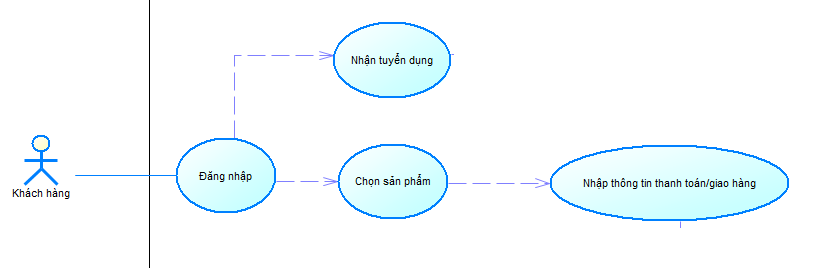 Nhận tuyển dụng
Khách hàng
Đăng nhập
Chọn sản phẩm
Nhập thông tin thanh toán/giao hàng